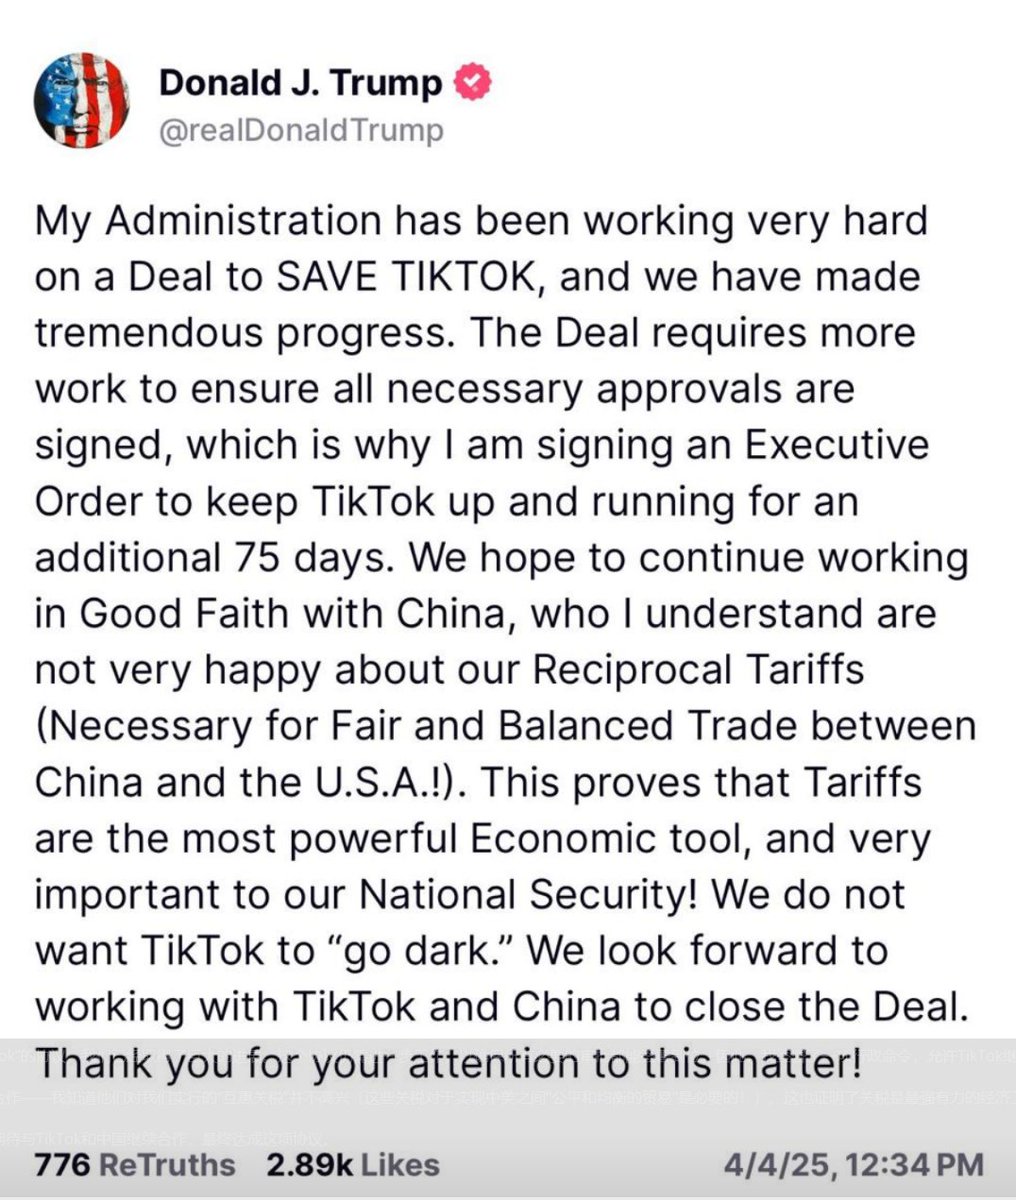 Donald J. Trump
@realDonaldTrump
My Administration has been working very hard
on a Deal to SAVE TIKTOK, and we have made
tremendous progress. The Deal requires more
work to ensure all necessary approvals are
signed, which is why I am signing an Executive
Order to keep TikTok up and running for an
additional 75 days. We hope to continue working
in Good Faith with China, who I understand are
not very happy about our Reciprocal Tariffs
(Necessary for Fair and Balanced Trade between
China and the U.S.A.!). This proves that Tariffs
are the most powerful Economic tool, and very
important to our National Security! We do not
want TikTok to “go dark.” We look forward to
working with TikTok and China to close the Deal.
Thank you for your attention to this matter!
776 ReTruths 2.89k Likes 4/4/25, 12:34 PM